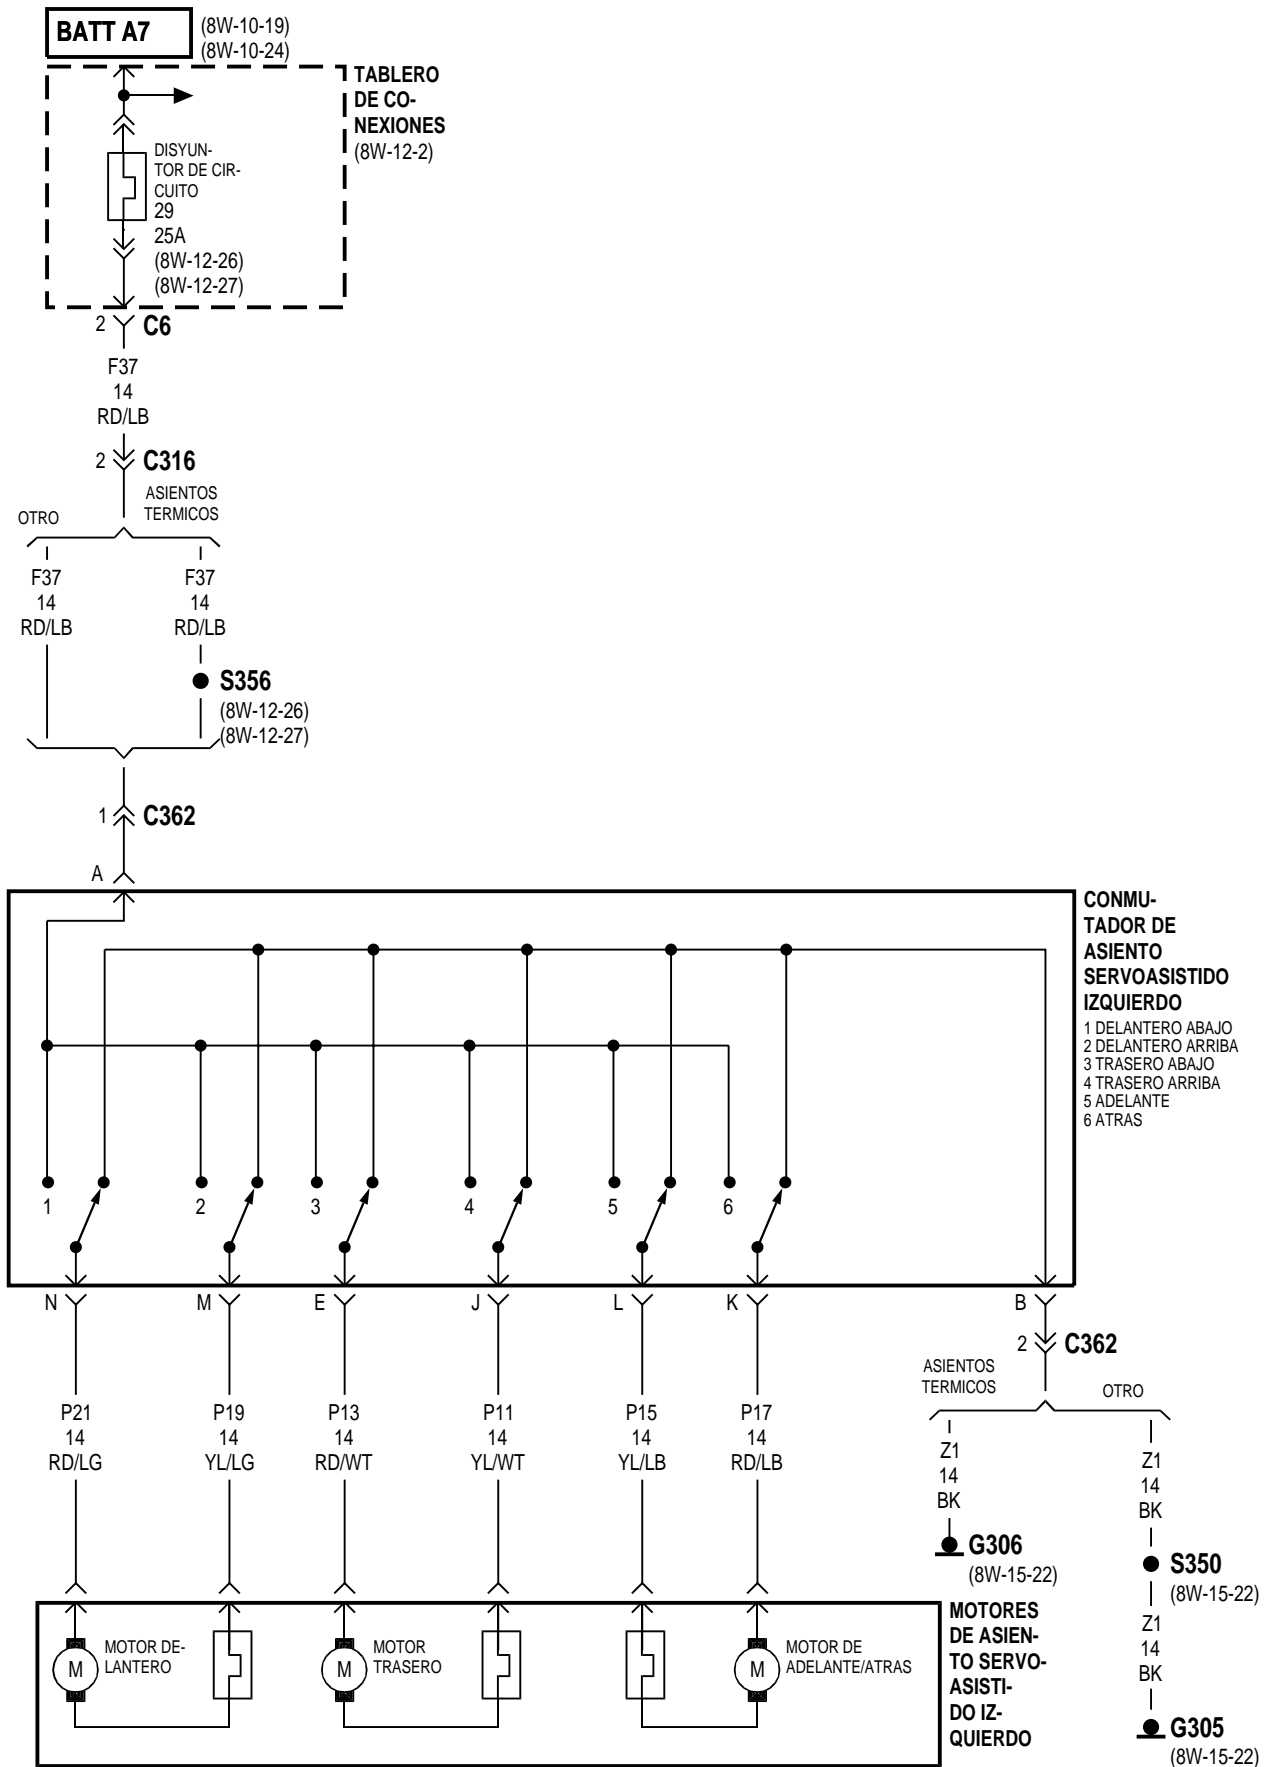 BATT A7
(8W-10-19)
(8W-10-24)
TABLERO
DE CO-
NEXIONES
(8W-12-2)
DISYUN-
TOR DE CIR-
CUITO
29
25A
(8W-12-26)
(8W-12-27)
2 C6
F37
14
RD/LB
2 C316
OTRO
ASIENTOS
TERMICOS
F37
14
RD/LB
F37
14
RD/LB
S356
(8W-12-26)
(8W-12-27)
1 C362
A
CONMU-
TADOR DE
ASIENTO
SERVOASISTIDO
IZQUIERDO
1 DELANTERO ABAJO
2 DELANTERO ARRIBA
3 TRASERO ABAJO
4 TRASERO ARRIBA
5 ADELANTE
6 ATRAS
1 2 3 4 5 6
N M E J L K B
2 C362
ASIENTOS
TERMICOS
OTRO
P21
14
RD/LG
P19
14
YL/LG
P13
14
RD/WT
P11
14
YL/WT
P15
14
YL/LB
P17
14
RD/LB
Z1
14
BK
G306
(8W-15-22)
Z1
14
BK
S350
(8W-15-22)
Z1
14
BK
G305
(8W-15-22)
MOTORES
DE ASIEN-
TO SERVO-
ASISTI-
DO IZ-
QUIERDO
M
MOTOR DE-
LANTERO
M
MOTOR
TRASERO
M
MOTOR DE
ADELANTE/ATRAS